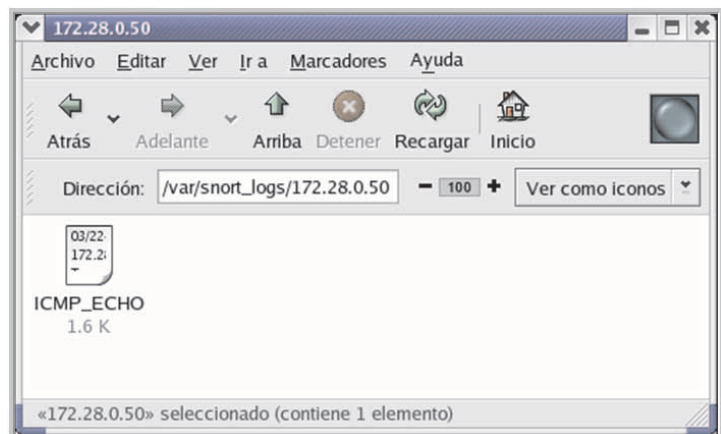 172.28.0.50
Archivo Editar Ver Ir a Marcadores Ayuda
Atrás Adelante Arriba Detener Recargar Inicio
Dirección: /var/snort_logs/172.28.0.50 100 Ver como iconos
03/22-
172.28
ICMP_ECHO
1.6 K
«172.28.0.50» seleccionado (contiene 1 elemento)